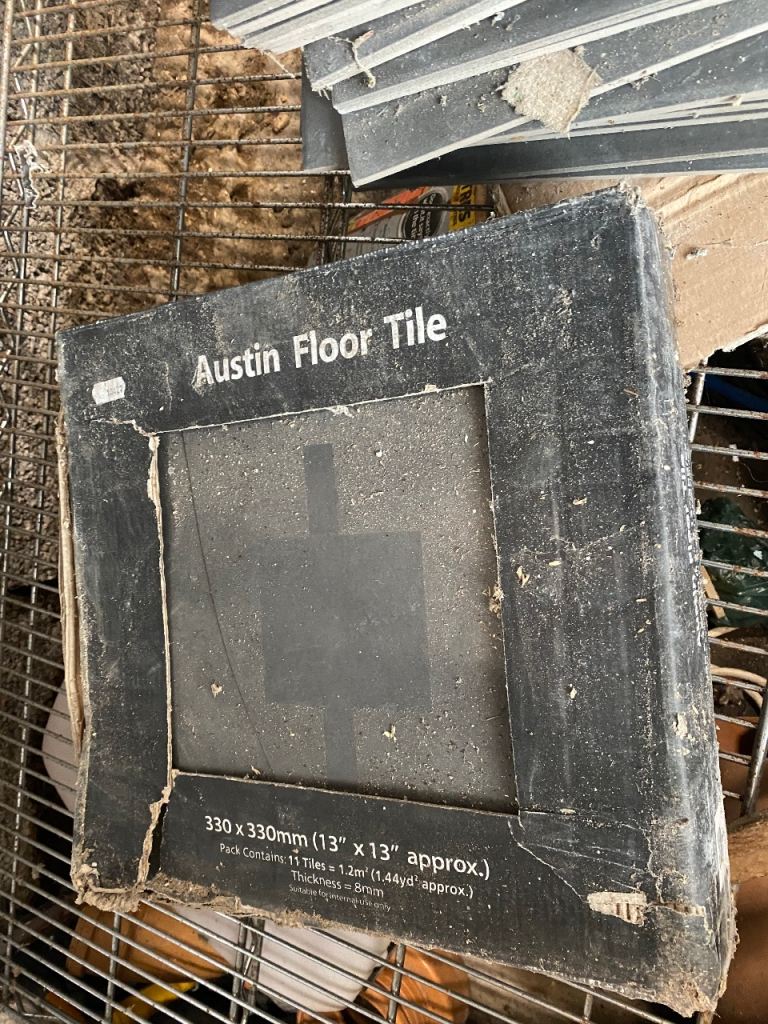 Austin Floor Tile
330 x 330mm (13” x 13” approx.)
Pack Contains: 11 Tiles = 1.2m² (1.44yd² approx.)
Thickness = 8mm
Suitable for internal use only